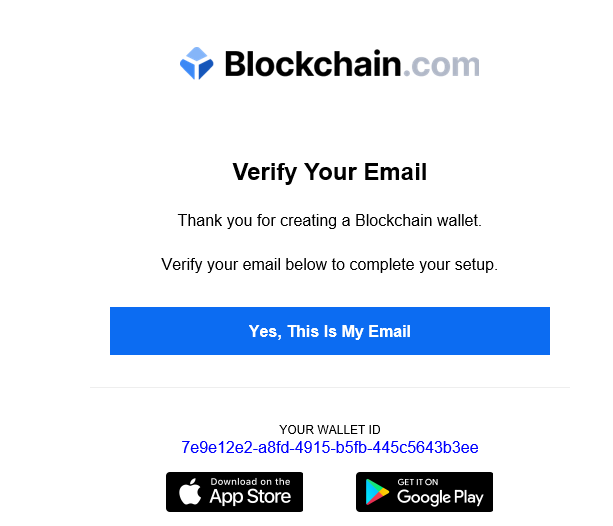 Blockchain.com
Verify Your Email
Thank you for creating a Blockchain wallet.
Verify your email below to complete your setup.
Yes, This Is My Email
YOUR WALLET ID
7e9e12e2-a8fd-4915-b5fb-445c5643b3ee
Download on the
App Store
GET IT ON
Google Play